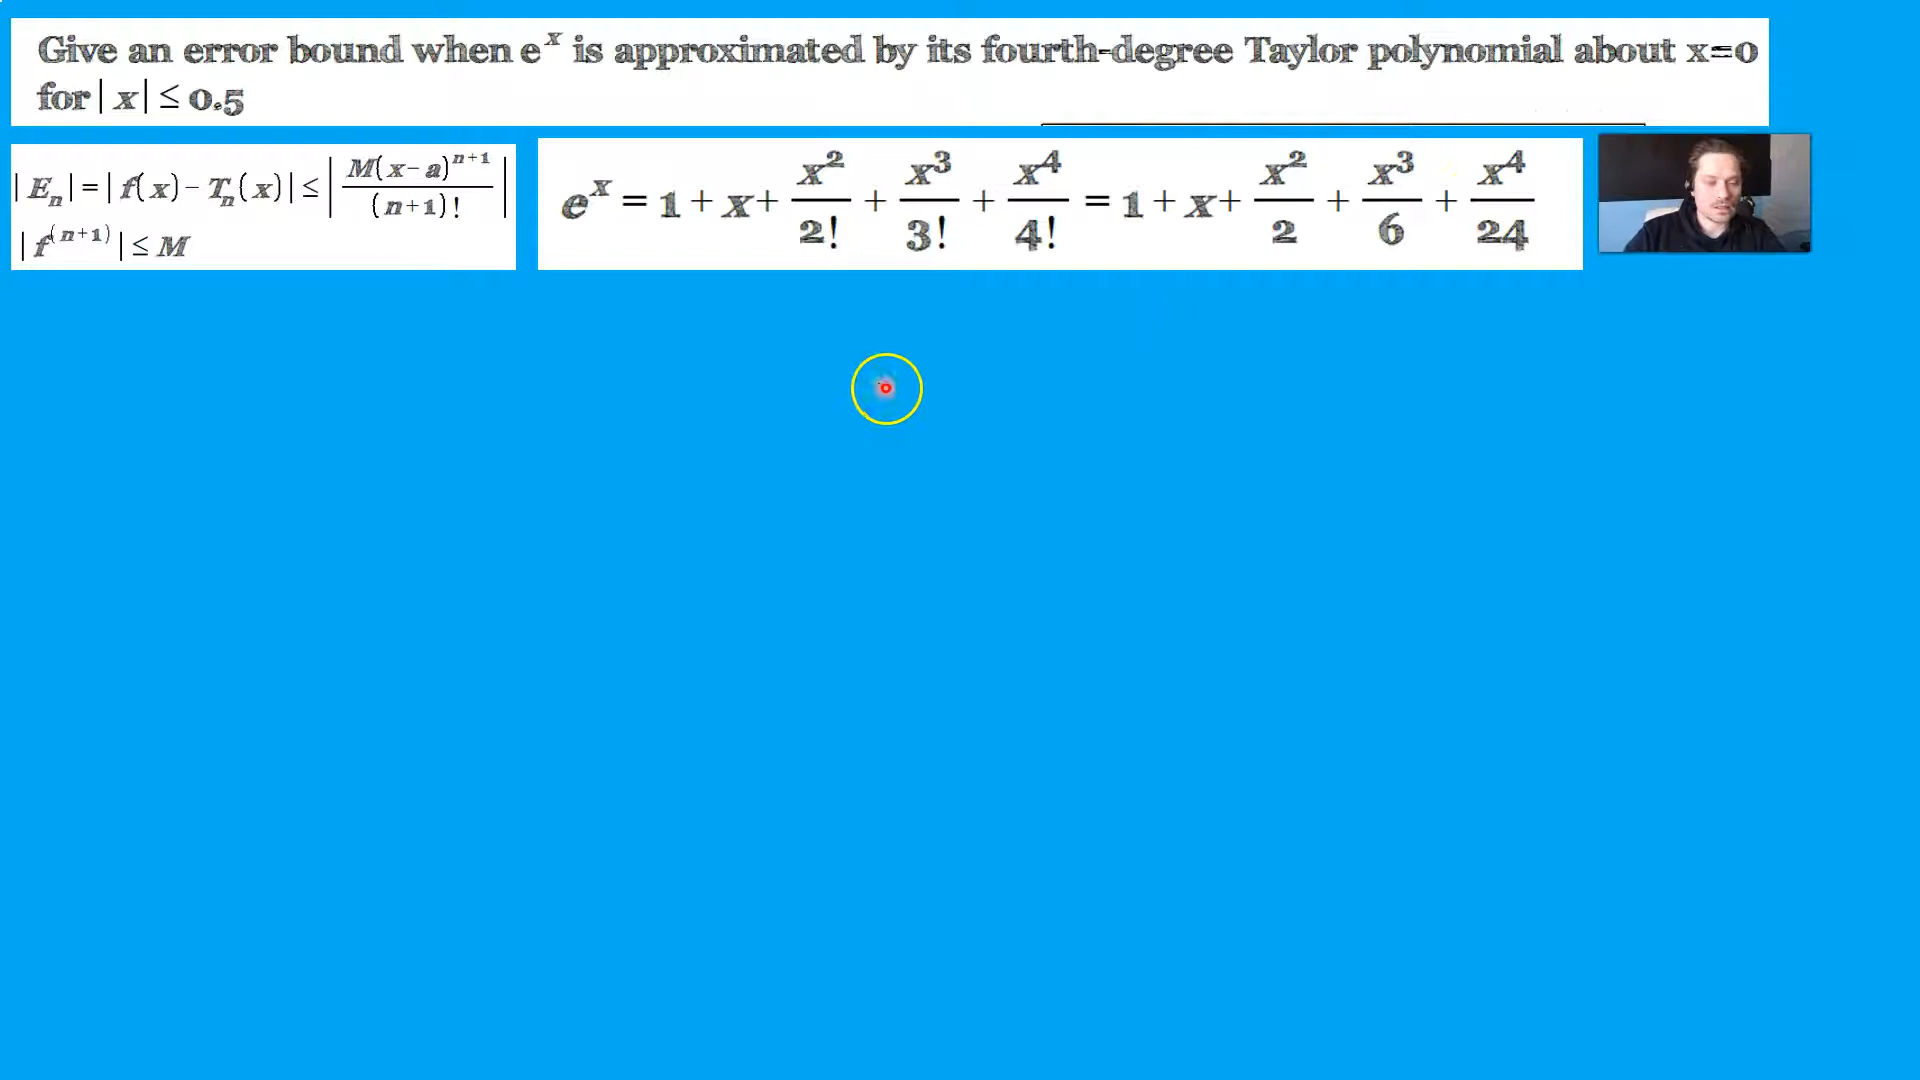 Give an error bound when e^x is approximated by its fourth-degree Taylor polynomial about x=0
for |x| ≤ 0.5
|E_n| = |f(x) − T_n(x)| ≤ |M(x−a)^{n+1} / (n+1)!|
|f^{(n+1)}| ≤ M
e^x = 1 + x + x^2/2! + x^3/3! + x^4/4! = 1 + x + x^2/2 + x^3/6 + x^4/24